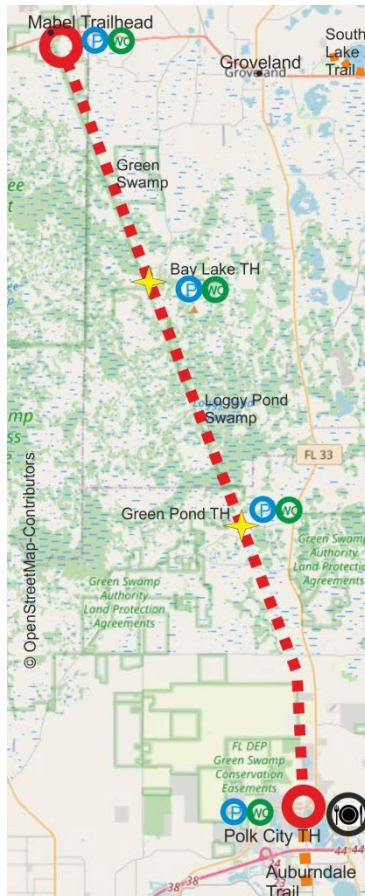 Mabel Trailhead
P
WC
South
Lake
Trail
Groveland
Groveland
Green
Swamp
Bay Lake TH
P
WC
Loggy Pond
Swamp
FL 33
Green Pond TH
P
WC
Green Swamp
Authority
Land Protection
Agreements
Green Swamp
Authority
Land Protection
Agreements
© OpenStreetMap-Contributors
FL DEP
Green Swamp
Conservation
Easements
P
WC
Polk City TH
44
44
38
38
Auburndale
Trail